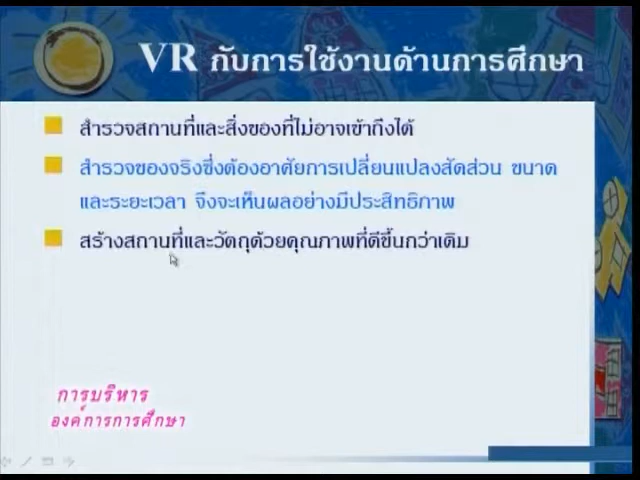 VR กับการใช้งานด้านการศึกษา
สำรวจสถานที่และสิ่งของที่ไม่อาจเข้าถึงได้
สำรวจของจริงซึ่งต้องอาศัยการเปลี่ยนแปลงสัดส่วน ขนาด
และระยะเวลา จึงจะเห็นผลอย่างมีประสิทธิภาพ
สร้างสถานที่และวัตถุด้วยคุณภาพที่ดีขึ้นกว่าเดิม
การบริหาร
องค์การการศึกษา